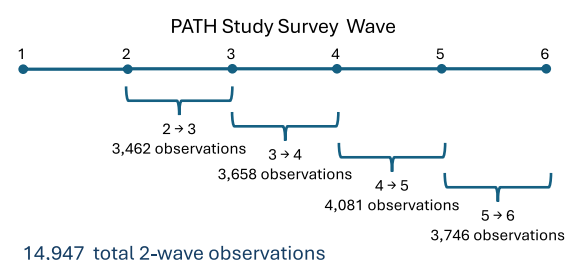 PATH Study Survey Wave
1 2 3 4 5 6
2 → 3
3,462 observations
3 → 4
3,658 observations
4 → 5
4,081 observations
5 → 6
3,746 observations
14.947 total 2-wave observations